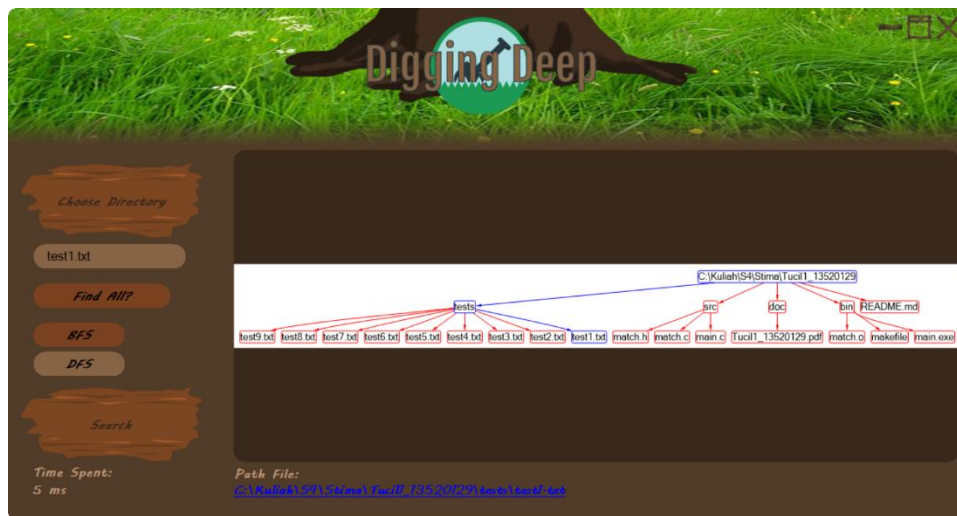 Digging Deep
Choose Directory
test1.txt
Find All?
BFS
DFS
Search
Time Spent:
5 ms
C:\Kuliah\S4\Stima\Tucil1_13520129
tests src doc bin README.md
test9.txt test8.txt test7.txt test6.txt test5.txt test4.txt test3.txt test2.txt test1.txt match.h match.c main.c Tucil1_13520129.pdf match.o makefile main.exe
Path File:
C:\Kuliah\S4\Stima\Tucil1_13520129\tests\test1.txt